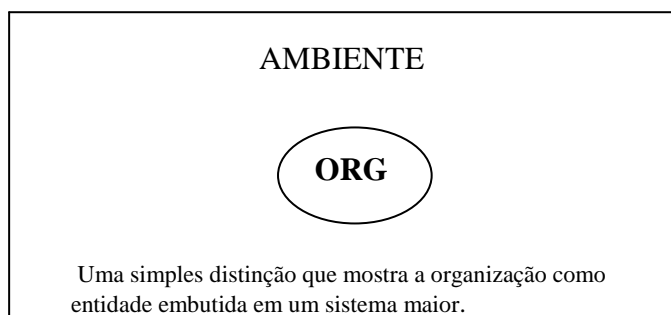 AMBIENTE
ORG
Uma simples distinção que mostra a organização como
entidade embutida em um sistema maior.